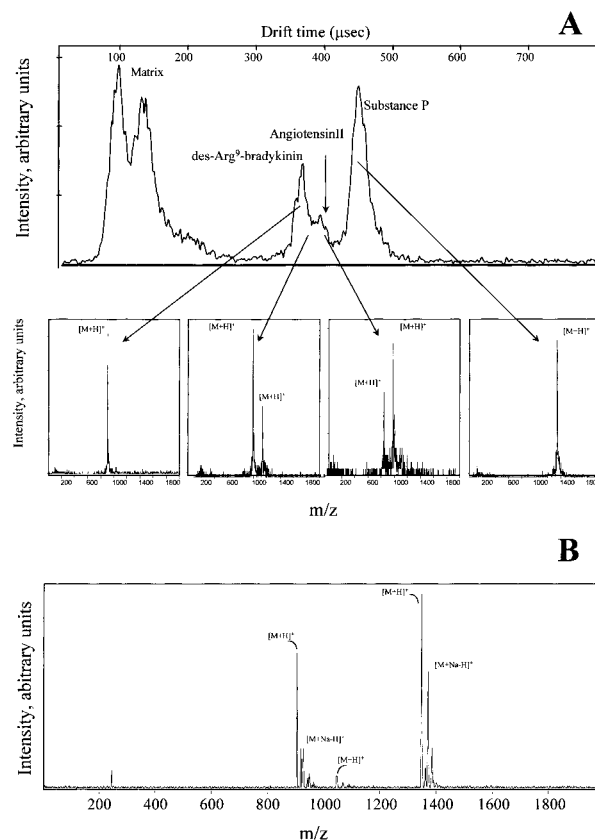 Drift time (µsec)
A
100 200 300 400 500 600 700
Matrix
Substance P
AngiotensinII
des-Arg⁹-bradykinin
Intensity, arbitrary units
[M+H]⁺
[M+H]⁺
[M+H]⁺
[M+H]⁺
[M+H]⁺
[M+H]⁺
Intensity, arbitrary units
200 600 1000 1400 1800
200 600 1000 1400 1800
200 600 1000 1400 1800
200 600 1000 1400 1800
m/z
B
[M+H]⁺
[M+H]⁺
[M+Na-H]⁺
[M+Na-H]⁺
[M+H]⁺
Intensity, abitrary units
200 400 600 800 1000 1200 1400 1600 1800
m/z